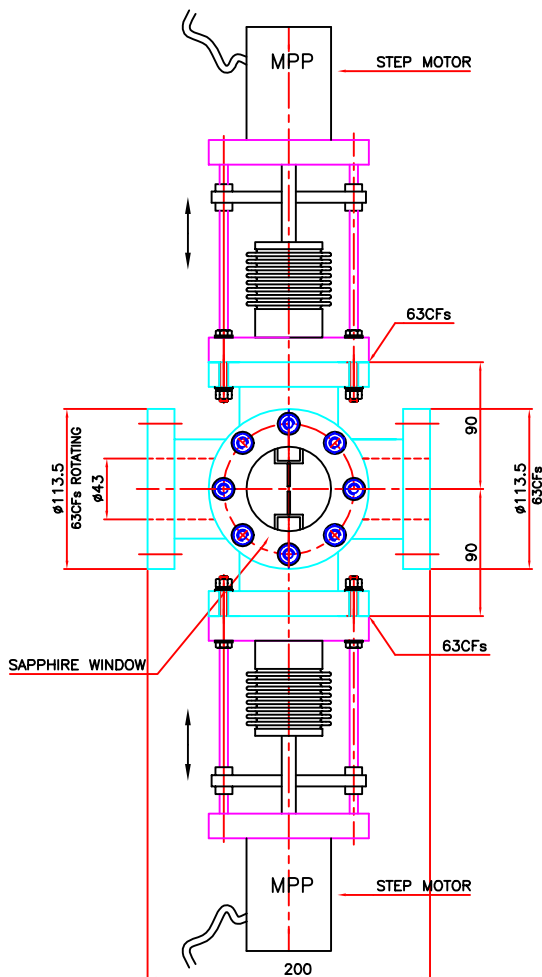 MPP
STEP MOTOR
63CFs
90
ø113.5
63CFs ROTATING
ø43
ø113.5
63CFs
90
SAPPHIRE WINDOW
63CFs
MPP
STEP MOTOR
200